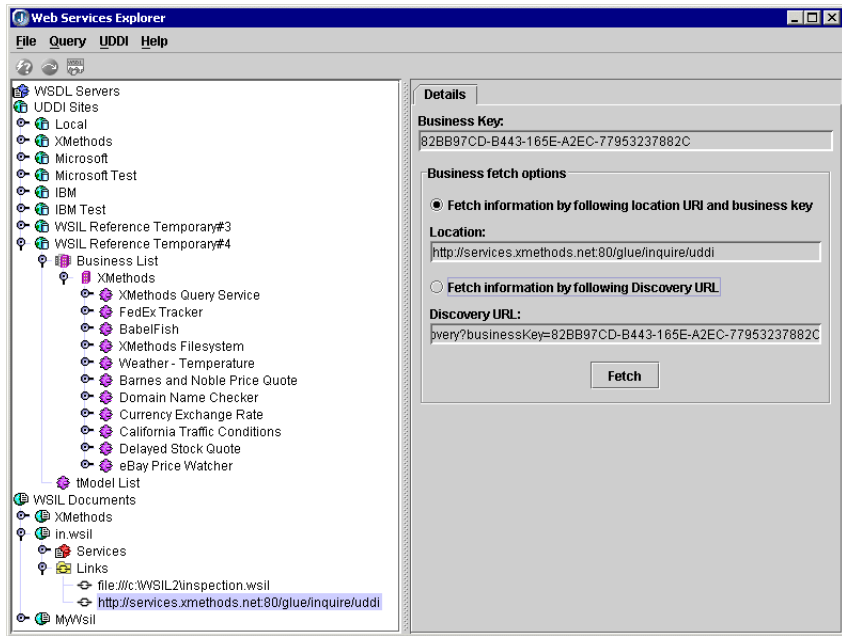 Web Services Explorer
File Query UDDI Help
WSDL Servers
UDDI Sites
Local
XMethods
Microsoft
Microsoft Test
IBM
IBM Test
WSIL Reference Temporary#3
WSIL Reference Temporary#4
Business List
XMethods
XMethods Query Service
FedEx Tracker
BabelFish
XMethods Filesystem
Weather - Temperature
Barnes and Noble Price Quote
Domain Name Checker
Currency Exchange Rate
California Traffic Conditions
Delayed Stock Quote
eBay Price Watcher
tModel List
WSIL Documents
XMethods
in.wsil
Services
Links
file:///c:\WSIL2\inspection.wsil
http://services.xmethods.net:80/glue/inquire/uddi
MyWsil
Details
Business Key:
82BB97CD-B443-165E-A2EC-77953237882C
Business fetch options
Fetch information by following location URI and business key
Location:
http://services.xmethods.net:80/glue/inquire/uddi
Fetch information by following Discovery URL
Discovery URL:
overy?businessKey=82BB97CD-B443-165E-A2EC-77953237882C
Fetch